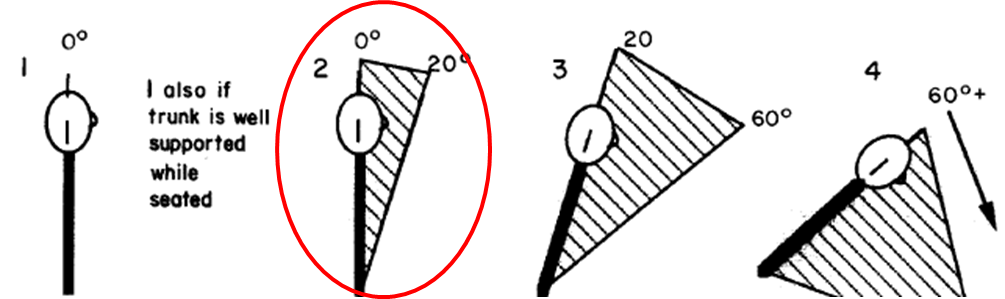 0°
1
I also if
trunk is well
supported
while
seated
0°
2
20°
20
3
60°
4
60°+